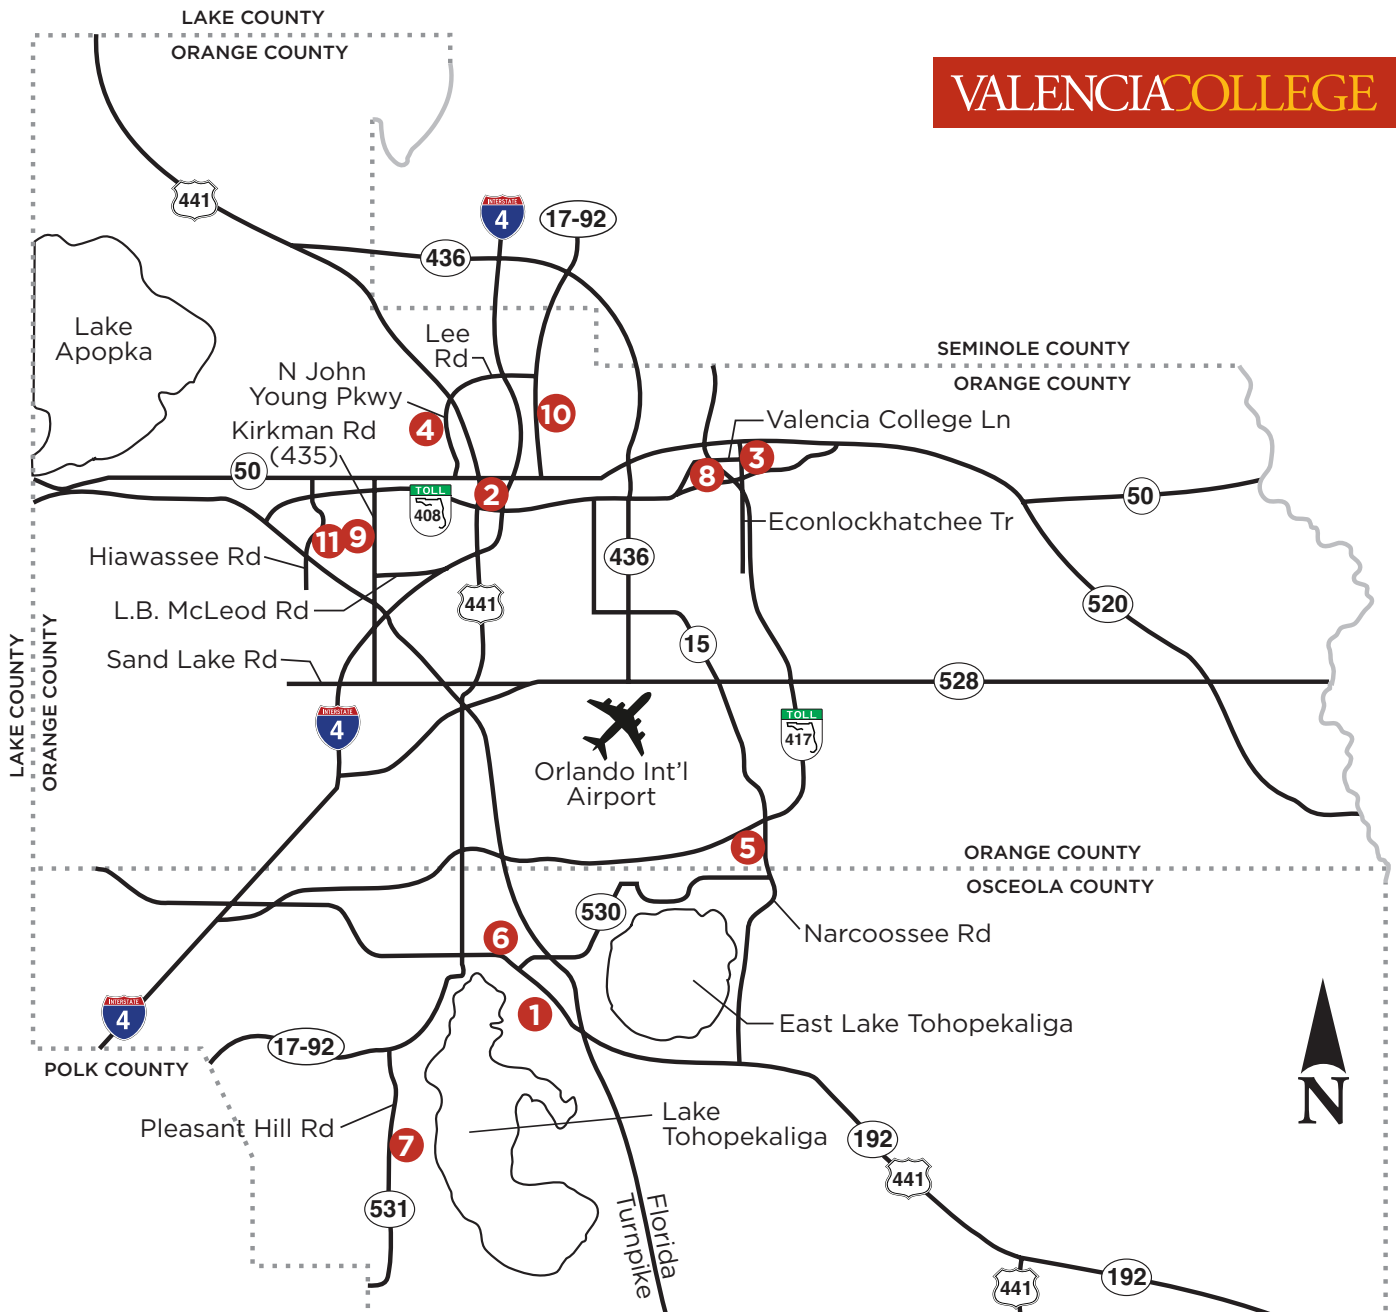 LAKE COUNTY
ORANGE COUNTY
VALENCIACOLLEGE
441
INTERSTATE
4
17-92
436
Lake
Apopka
Lee
Rd
SEMINOLE COUNTY
ORANGE COUNTY
N John
Young Pkwy
4
10
Valencia College Ln
Kirkman Rd
(435)
50
3
8
TOLL
408
2
50
11
9
Econlockhatchee Tr
Hiawassee Rd
436
L.B. McLeod Rd
441
520
15
Sand Lake Rd
528
LAKE COUNTY
ORANGE COUNTY
INTERSTATE
4
TOLL
417
Orlando Int'l
Airport
5
ORANGE COUNTY
OSCEOLA COUNTY
530
6
Narcoossee Rd
INTERSTATE
4
1
East Lake Tohopekaliga
17-92
POLK COUNTY
N
Pleasant Hill Rd
7
Lake
Tohopekaliga
192
441
531
Florida
Turnpike
441
192